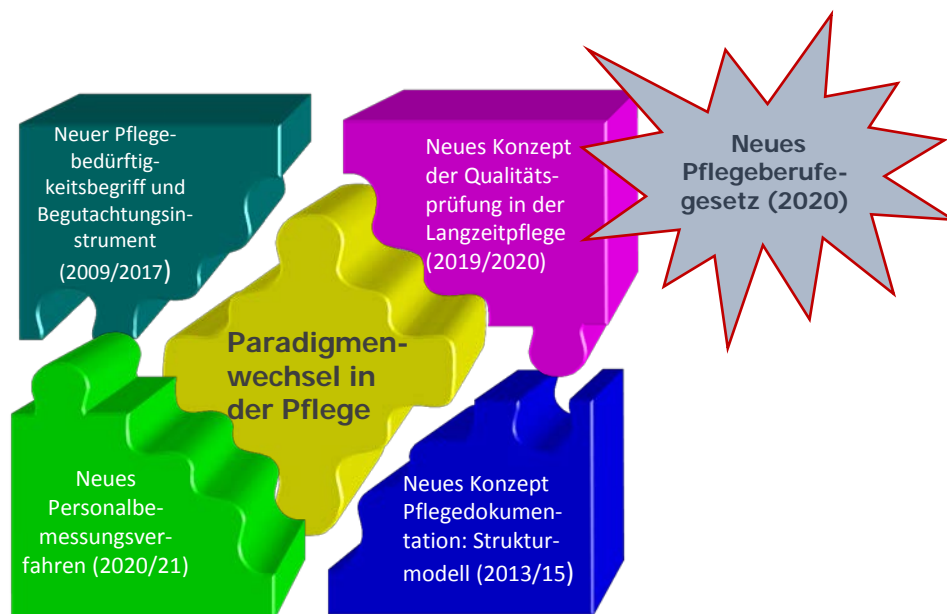 Neuer Pflege-
bedürftig-
keitsbegriff und
Begutachtungsin-
strument
(2009/2017)
Neues Konzept
der Qualitäts-
prüfung in der
Langzeitpflege
(2019/2020)
Neues
Pflegeberufe-
gesetz (2020)
Paradigmen-
wechsel in
der Pflege
Neues
Personalbe-
messungsver-
fahren (2020/21)
Neues Konzept
Pflegedokumen-
tation: Struktur-
modell (2013/15)